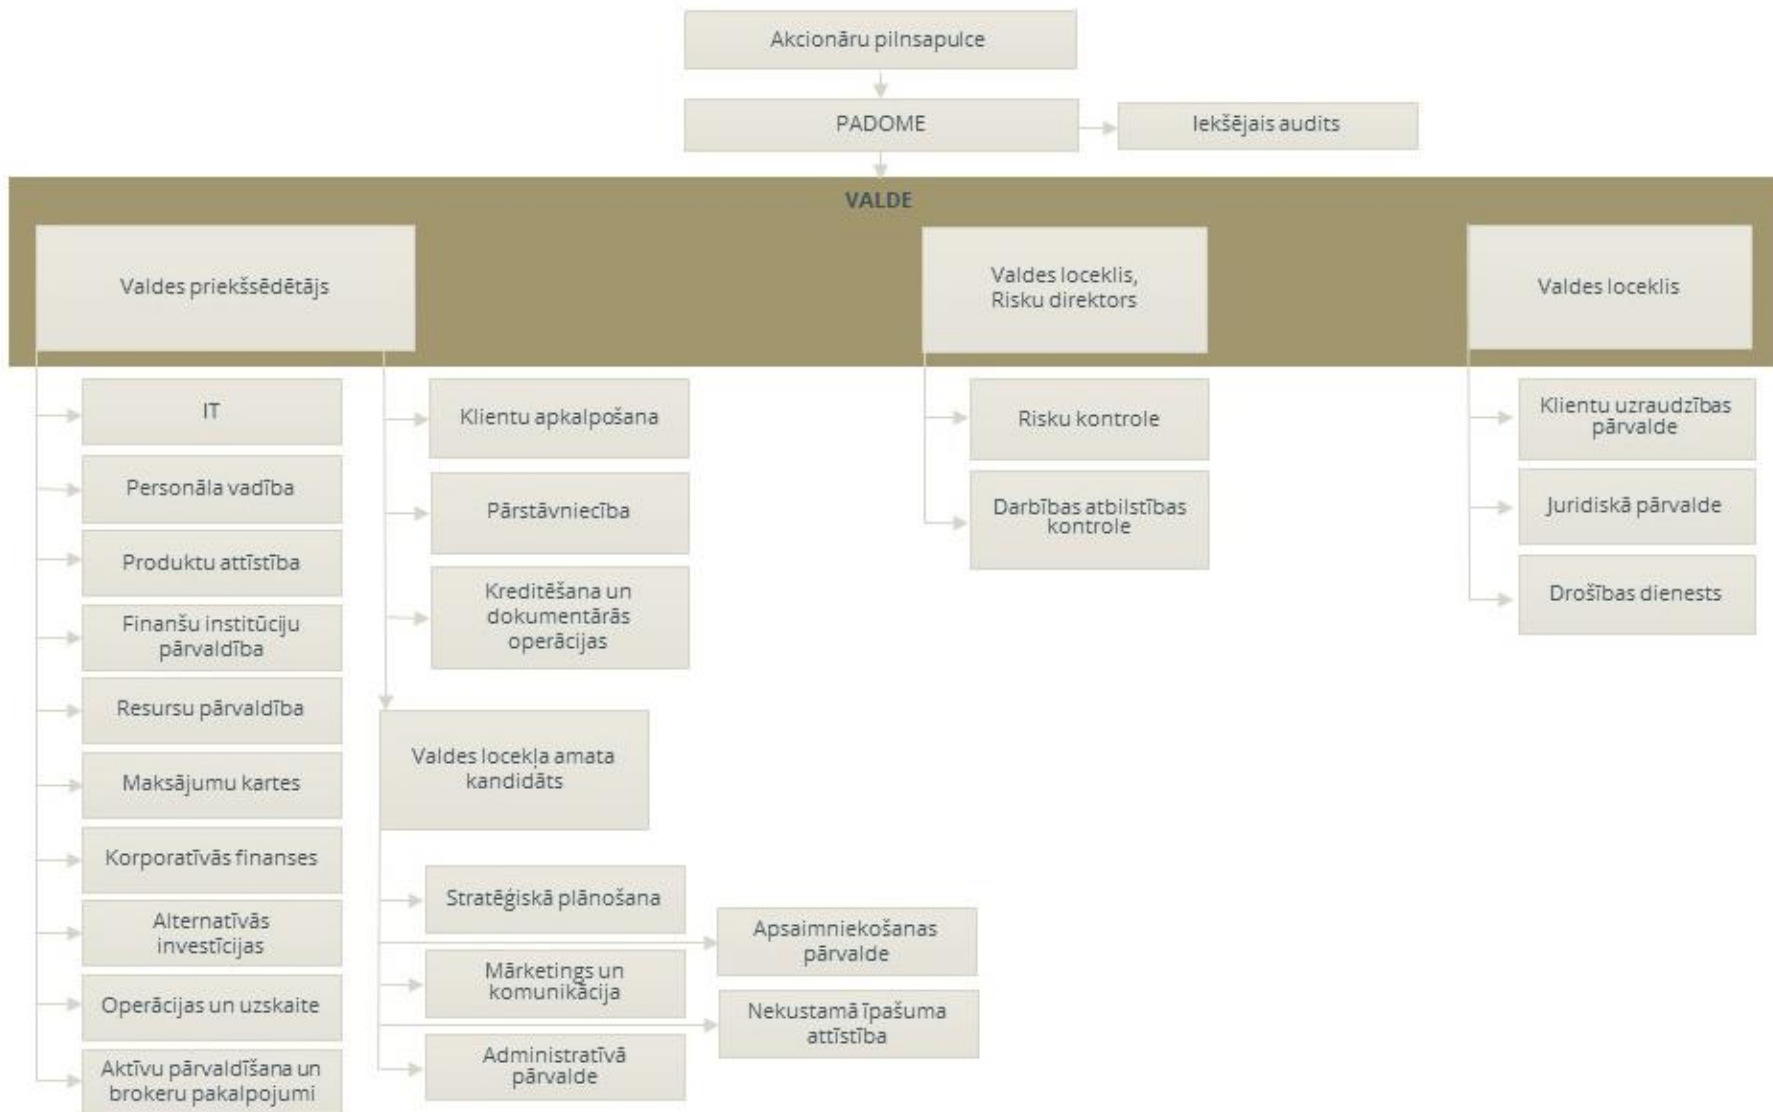 Akcionāru pilnsapulce
PADOME
Iekšējais audits
VALDE
Valdes priekšsēdētājs
Valdes loceklis,
Risku direktors
Valdes loceklis
IT
Personāla vadība
Produktu attīstība
Finanšu institūciju
pārvaldība
Resursu pārvaldība
Maksājumu kartes
Korporatīvās finanses
Alternatīvās
investīcijas
Operācijas un uzskaite
Aktīvu pārvaldīšana un
brokeru pakalpojumi
Klientu apkalpošana
Pārstāvniecība
Kreditēšana un
dokumentārās
operācijas
Valdes locekļa amata
kandidāts
Stratēģiskā plānošana
Apsaimniekošanas
pārvalde
Mārketings un
komunikācija
Nekustamā īpašuma
attīstība
Administratīvā
pārvalde
Risku kontrole
Darbības atbilstības
kontrole
Klientu uzraudzības
pārvalde
Juridiskā pārvalde
Drošības dienests